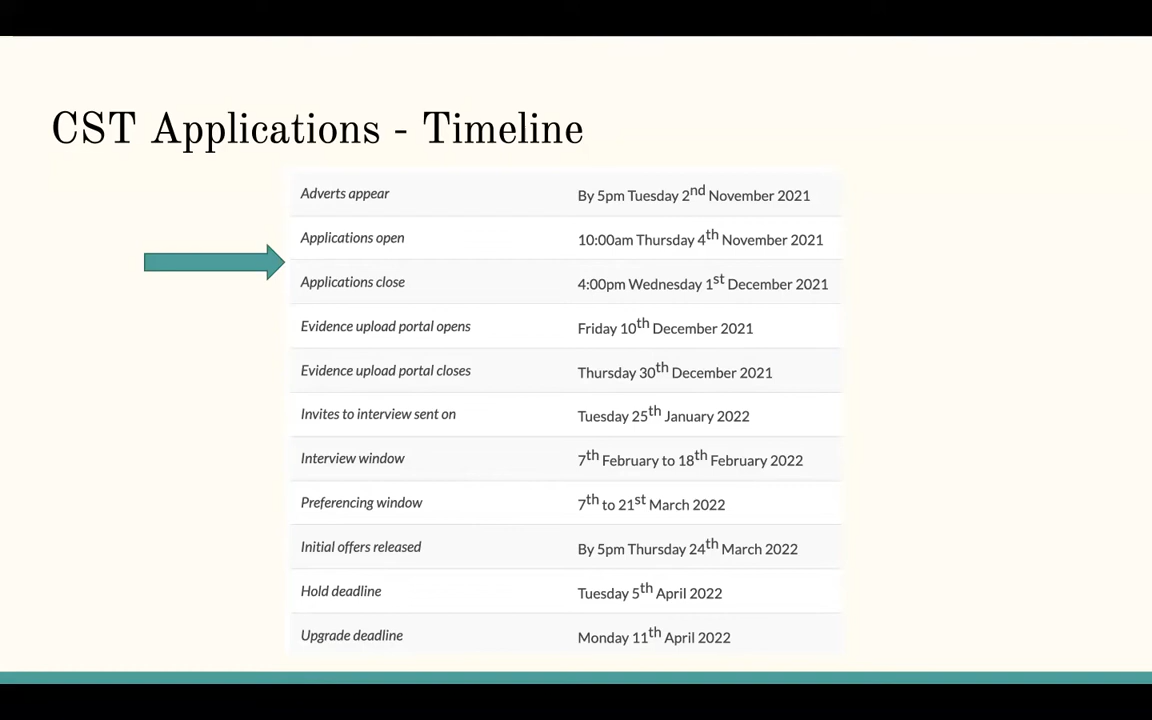 CST Applications - Timeline
Adverts appear By 5pm Tuesday 2nd November 2021
Applications open 10:00am Thursday 4th November 2021
Applications close 4:00pm Wednesday 1st December 2021
Evidence upload portal opens Friday 10th December 2021
Evidence upload portal closes Thursday 30th December 2021
Invites to interview sent on Tuesday 25th January 2022
Interview window 7th February to 18th February 2022
Preferencing window 7th to 21st March 2022
Initial offers released By 5pm Thursday 24th March 2022
Hold deadline Tuesday 5th April 2022
Upgrade deadline Monday 11th April 2022